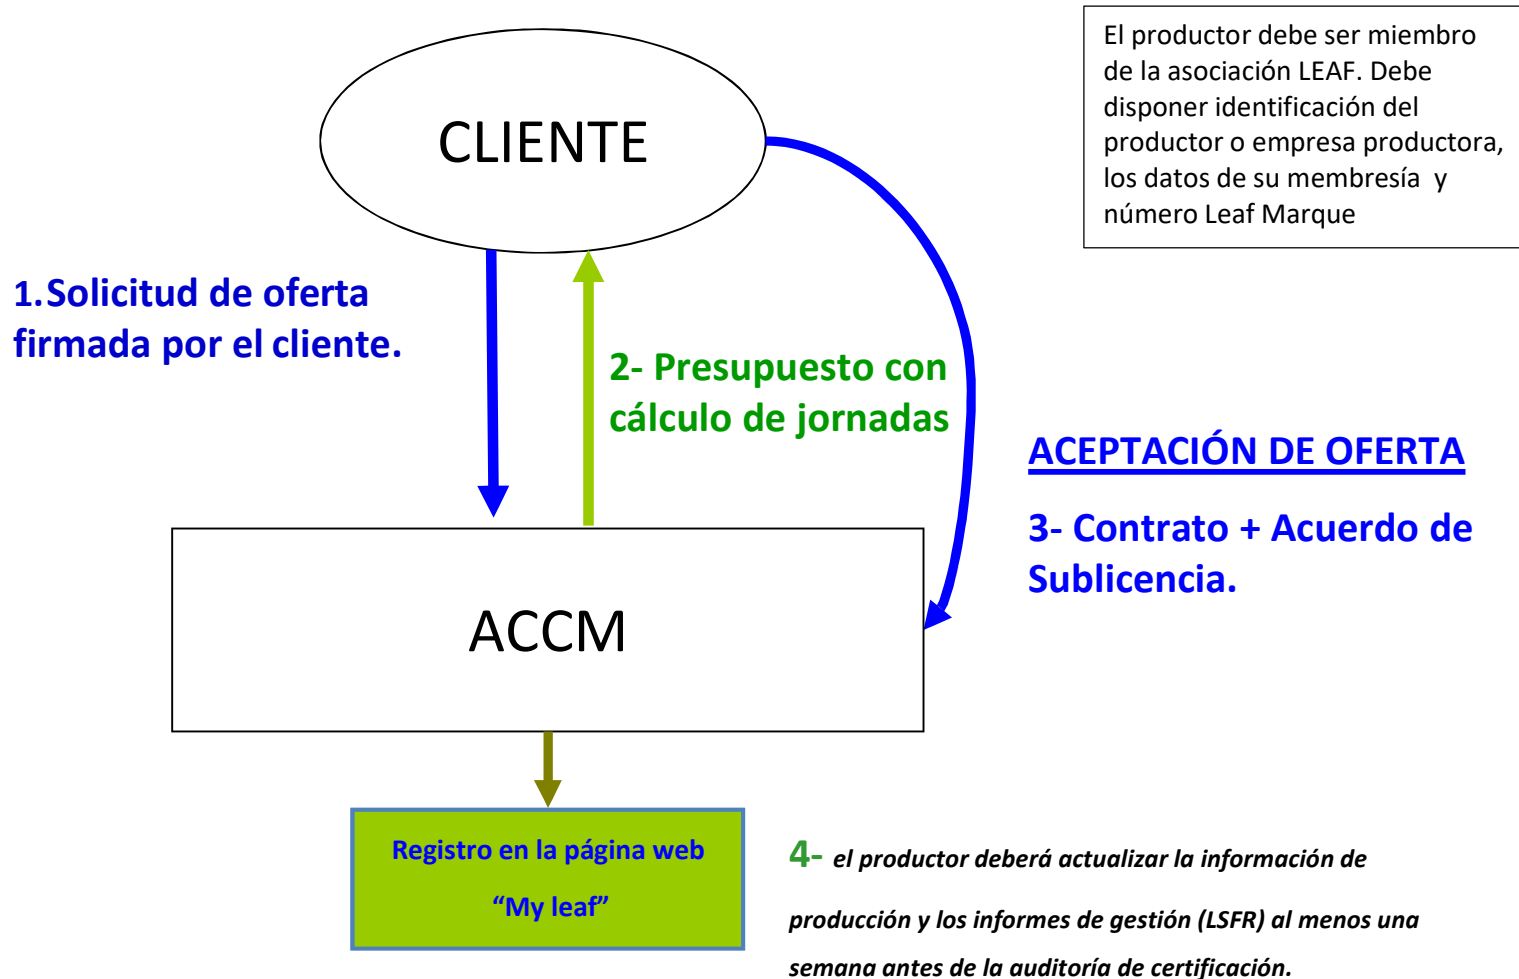 El productor debe ser miembro
de la asociación LEAF. Debe
disponer identificación del
productor o empresa productora,
los datos de su membresía  y
número Leaf Marque
CLIENTE
1.Solicitud de oferta
firmada por el cliente.
2- Presupuesto con
cálculo de jornadas
ACEPTACIÓN DE OFERTA
3- Contrato + Acuerdo de
Sublicencia.
ACCM
Registro en la página web
“My leaf”
4- el productor deberá actualizar la información de
producción y los informes de gestión (LSFR) al menos una
semana antes de la auditoría de certificación.